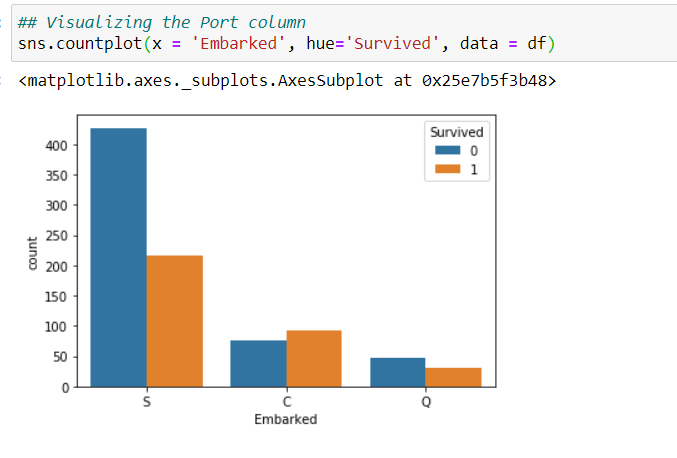 ## Visualizing the Port column
sns.countplot(x = 'Embarked', hue='Survived', data = df)
<matplotlib.axes._subplots.AxesSubplot at 0x25e7b5f3b48>
Survived
0
1
400
350
300
250
200
150
100
50
0
count
S C Q
Embarked